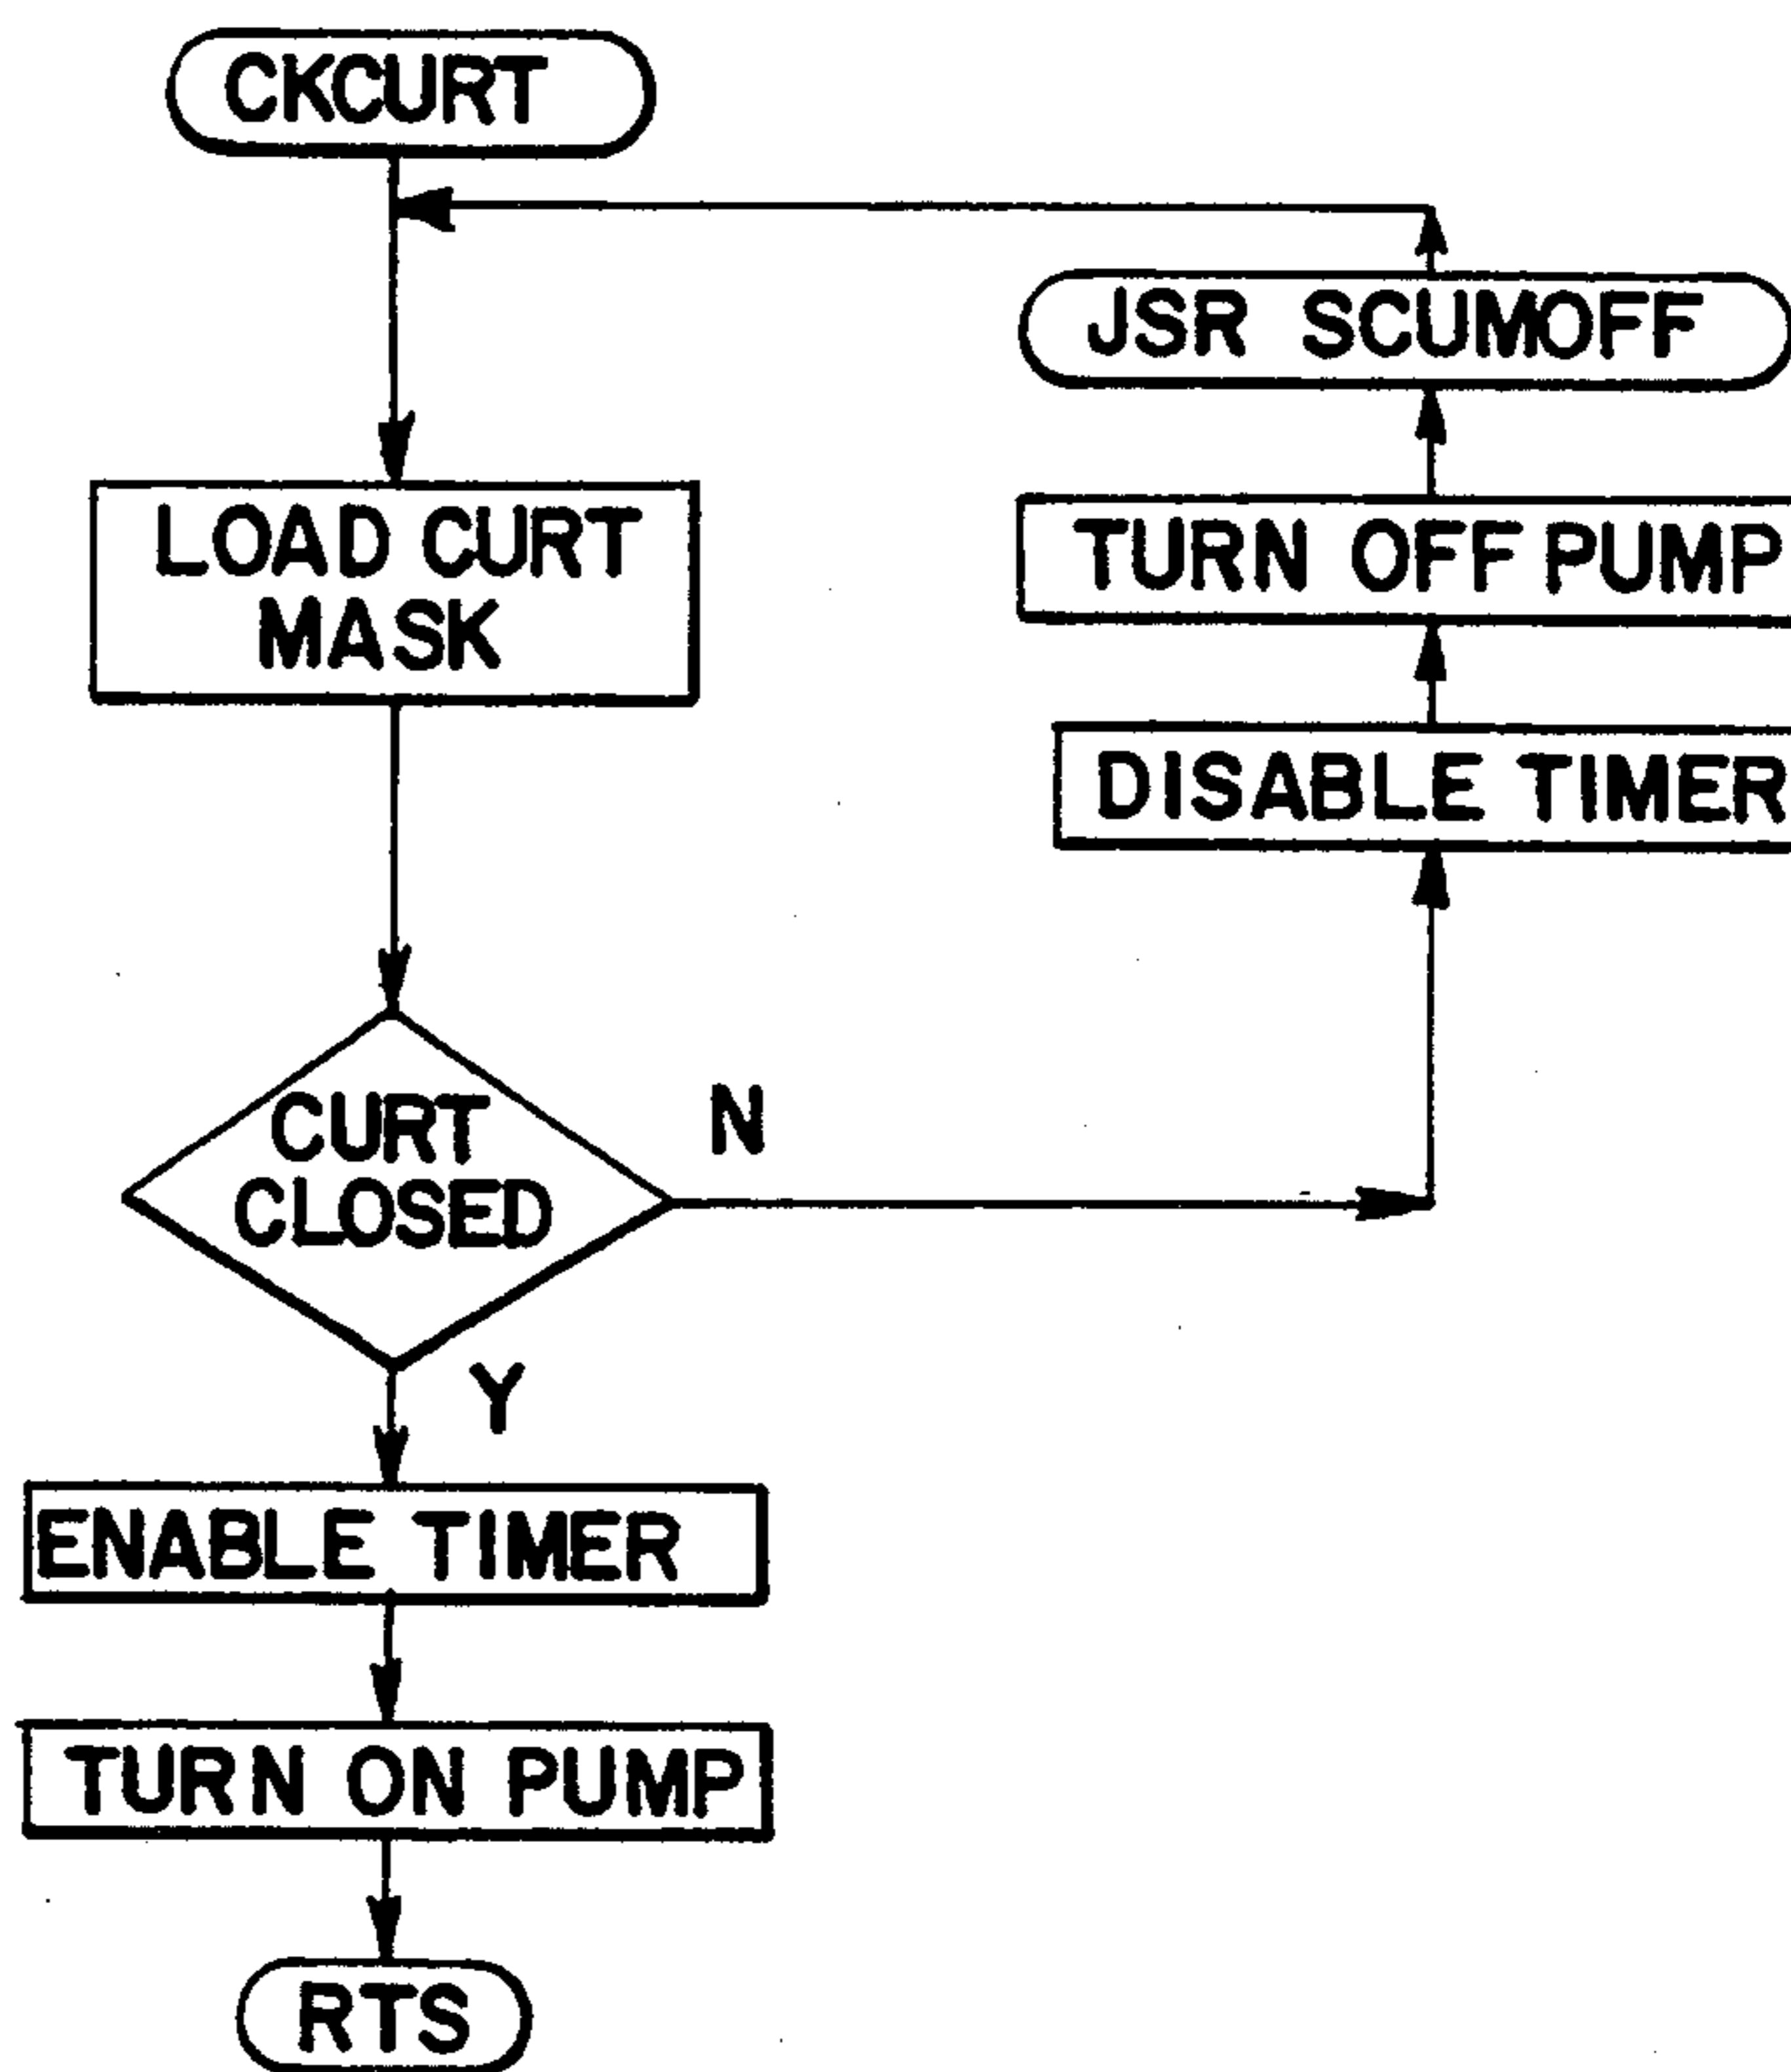 CKCURT
JSR SCUMOFF
LOAD CURT
MASK
TURN OFF PUMP
DISABLE TIMER
CURT
CLOSED
N
Y
ENABLE TIMER
TURN ON PUMP
RTS